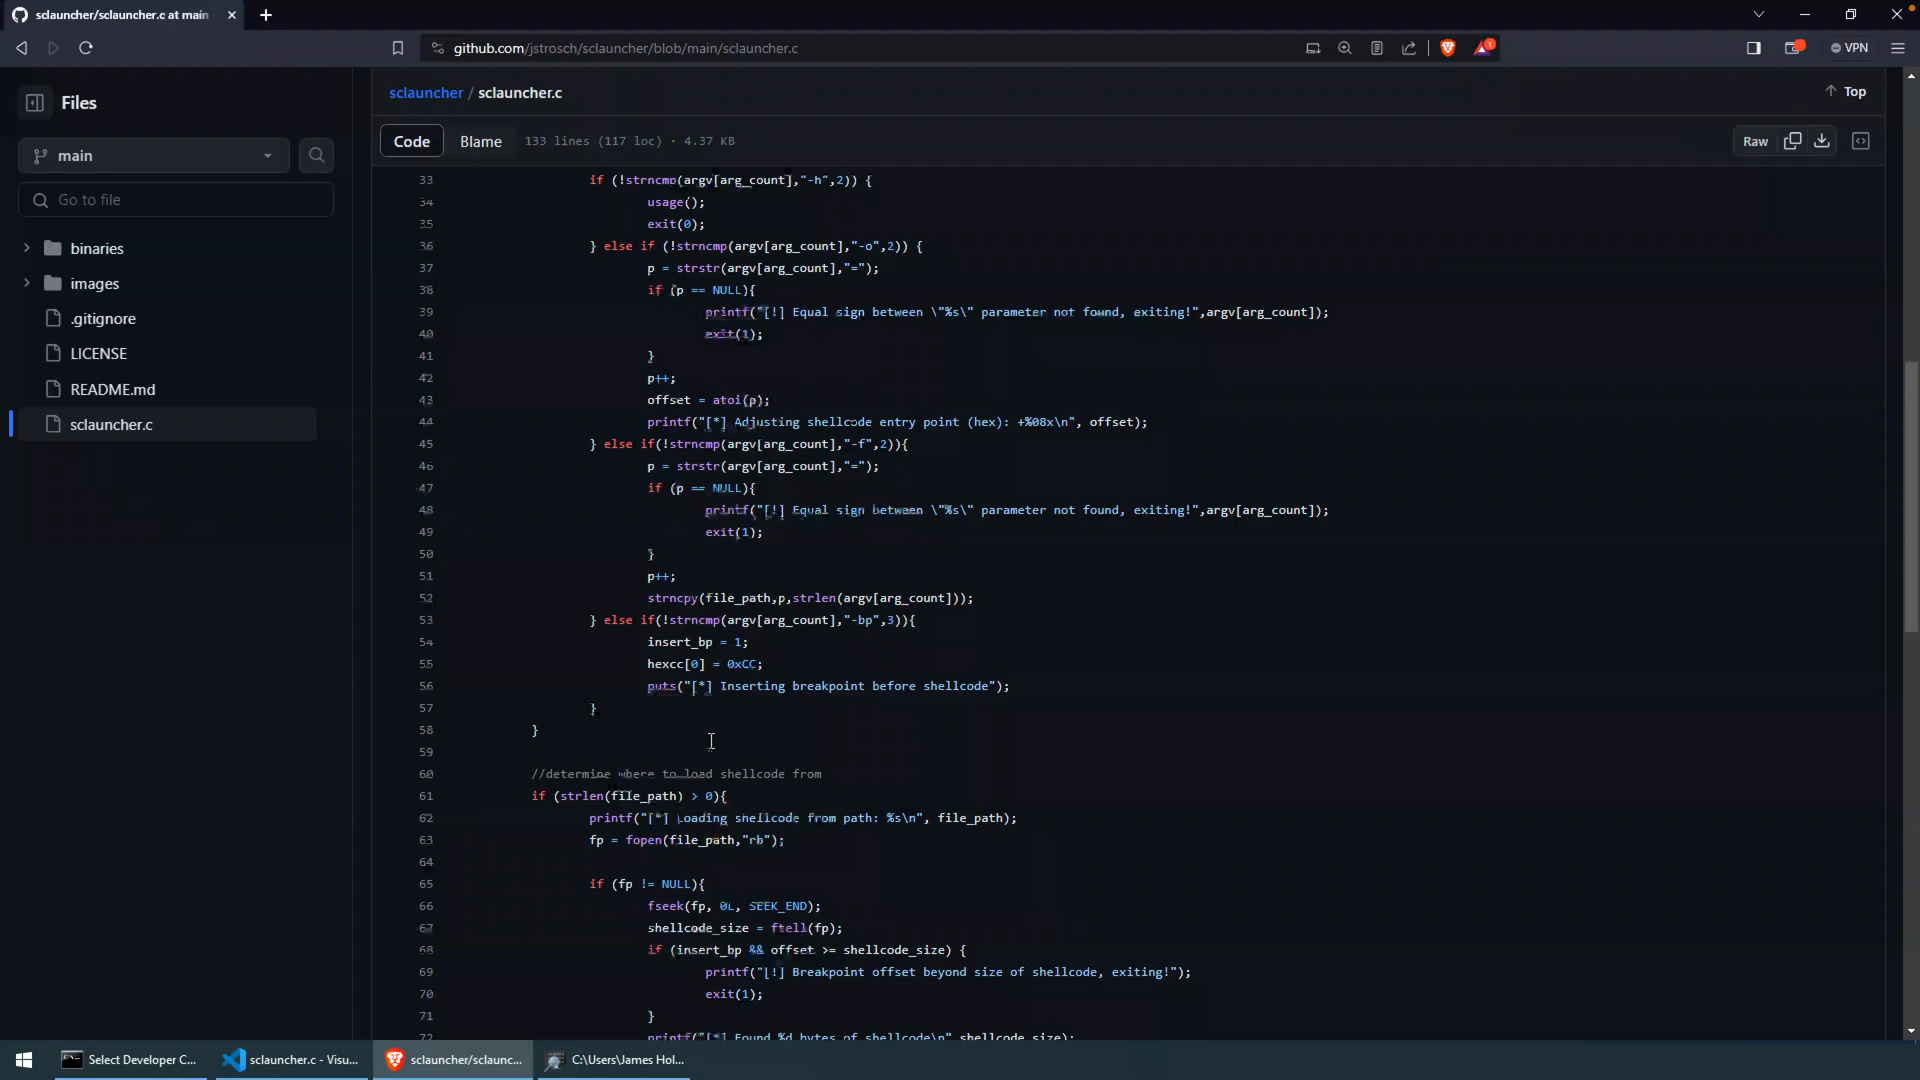 sclauncher/sclauncher.c at main
github.com/jstrosch/sclauncher/blob/main/sclauncher.c
VPN
Files
main
Go to file
binaries
images
.gitignore
LICENSE
README.md
sclauncher.c
sclauncher / sclauncher.c
Top
Code Blame 133 lines (117 loc) · 4.37 KB
Raw
33 if (!strncmp(argv[arg_count],"-h",2)) {
34 usage();
35 exit(0);
36 } else if (!strncmp(argv[arg_count],"-o",2)) {
37 p = strstr(argv[arg_count],"=");
38 if (p == NULL){
39 printf("[!] Equal sign between \"%s\" parameter not found, exiting!",argv[arg_count]);
40 exit(1);
41 }
42 p++;
43 offset = atoi(p);
44 printf("[*] Adjusting shellcode entry point (hex): +%08x\n", offset);
45 } else if(!strncmp(argv[arg_count],"-f",2)){
46 p = strstr(argv[arg_count],"=");
47 if (p == NULL){
48 printf("[!] Equal sign between \"%s\" parameter not found, exiting!",argv[arg_count]);
49 exit(1);
50 }
51 p++;
52 strncpy(file_path,p,strlen(argv[arg_count]));
53 } else if(!strncmp(argv[arg_count],"-bp",3)){
54 insert_bp = 1;
55 hexcc[0] = 0xCC;
56 puts("[*] Inserting breakpoint before shellcode");
57 }
58 }
59
60 //determine where to load shellcode from
61 if (strlen(file_path) > 0){
62 printf("[*] Loading shellcode from path: %s\n", file_path);
63 fp = fopen(file_path,"rb");
64
65 if (fp != NULL){
66 fseek(fp, 0L, SEEK_END);
67 shellcode_size = ftell(fp);
68 if (insert_bp && offset >= shellcode_size) {
69 printf("[!] Breakpoint offset beyond size of shellcode, exiting!");
70 exit(1);
71 }
72 printf("[*] Found %d bytes of shellcode\n",shellcode_size);
Select Developer C...
sclauncher.c - Visu...
sclauncher/sclaunc...
C:\Users\James Hol...